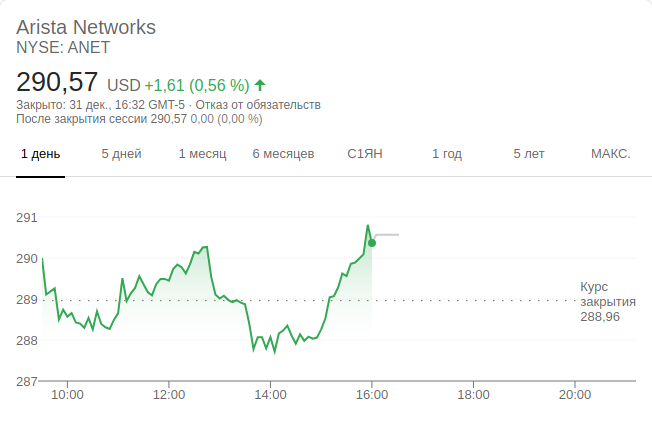 Arista Networks
NYSE: ANET
290,57 USD +1,61 (0,56 %)
Закрыто: 31 дек., 16:32 GMT-5 · Отказ от обязательств
После закрытия сессии 290,57 0,00 (0,00 %)
1 день 5 дней 1 месяц 6 месяцев С1ЯН 1 год 5 лет МАКС.
291
290
289
288
287
Курс
закрытия
288,96
10:00 12:00 14:00 16:00 18:00 20:00